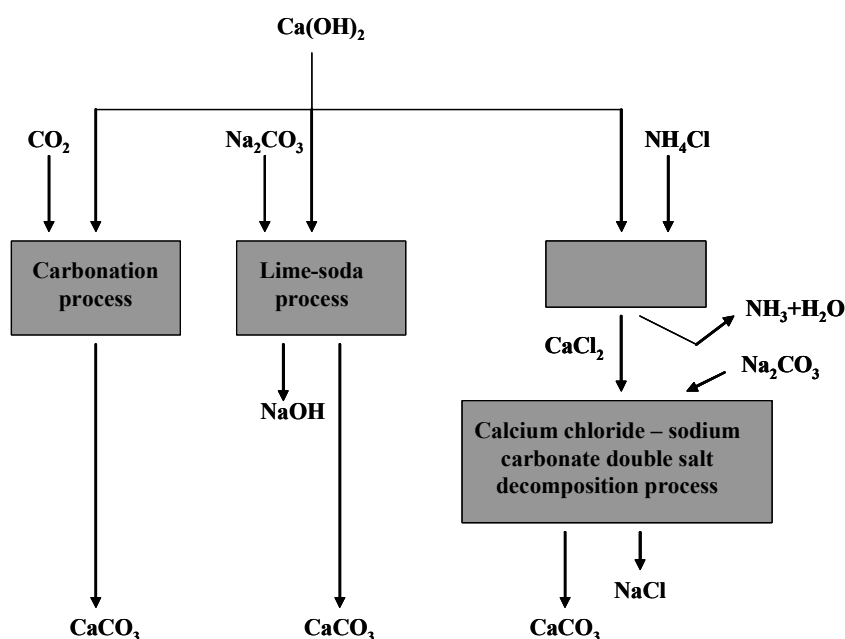 Ca(OH)₂
CO₂
Na₂CO₃
NH₄Cl
Carbonation
process
Lime-soda
process
NH₃+H₂O
CaCl₂
Na₂CO₃
NaOH
Calcium chloride – sodium
carbonate double salt
decomposition process
NaCl
CaCO₃
CaCO₃
CaCO₃